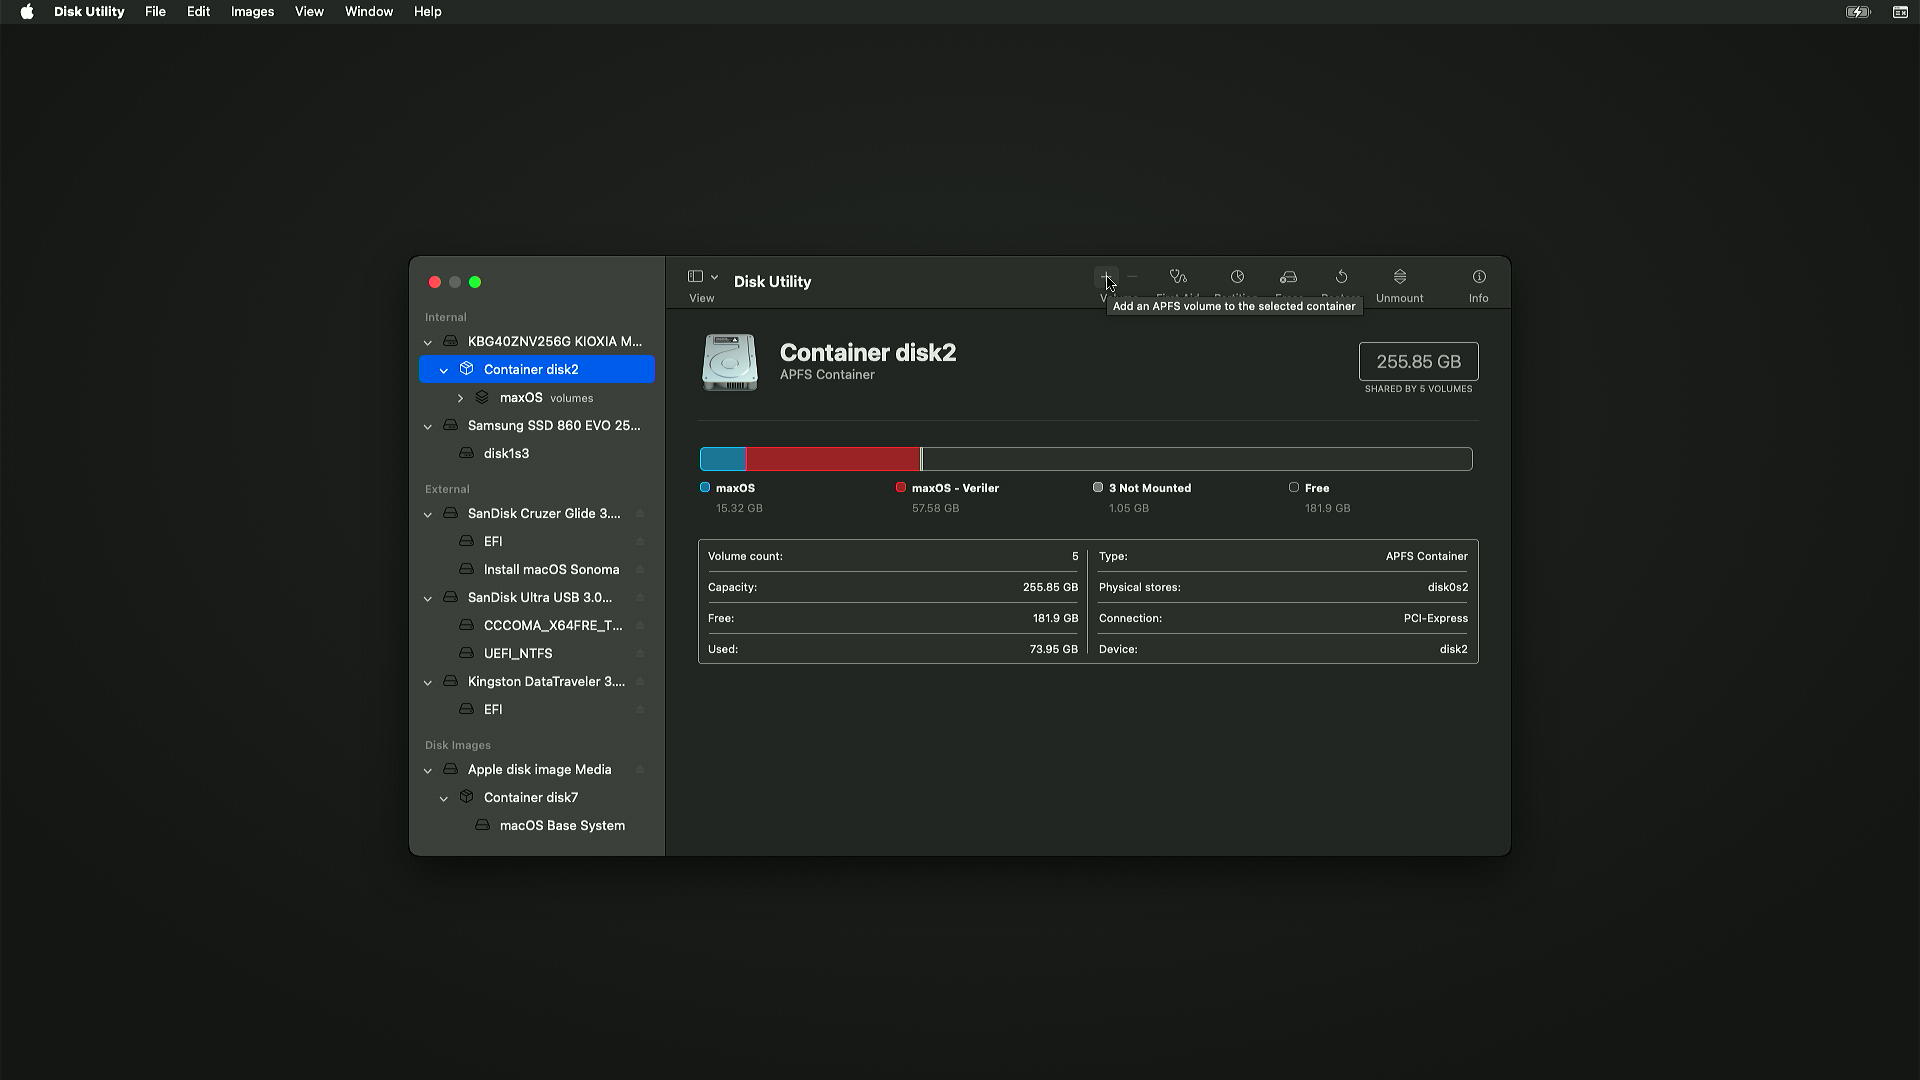 Disk Utility File Edit Images View Window Help
Disk Utility
View
Unmount
Info
Add an APFS volume to the selected container
Internal
KBG40ZNV256G KIOXIA M...
Container disk2
maxOS volumes
Samsung SSD 860 EVO 25...
disk1s3
External
SanDisk Cruzer Glide 3....
EFI
Install macOS Sonoma
SanDisk Ultra USB 3.0...
CCCOMA_X64FRE_T...
UEFI_NTFS
Kingston DataTraveler 3....
EFI
Disk Images
Apple disk image Media
Container disk7
macOS Base System
Container disk2
APFS Container
255.85 GB
SHARED BY 5 VOLUMES
maxOS
15.32 GB
maxOS - Veriler
57.58 GB
3 Not Mounted
1.05 GB
Free
181.9 GB
Volume count: 5
Capacity: 255.85 GB
Free: 181.9 GB
Used: 73.95 GB
Type: APFS Container
Physical stores: disk0s2
Connection: PCI-Express
Device: disk2